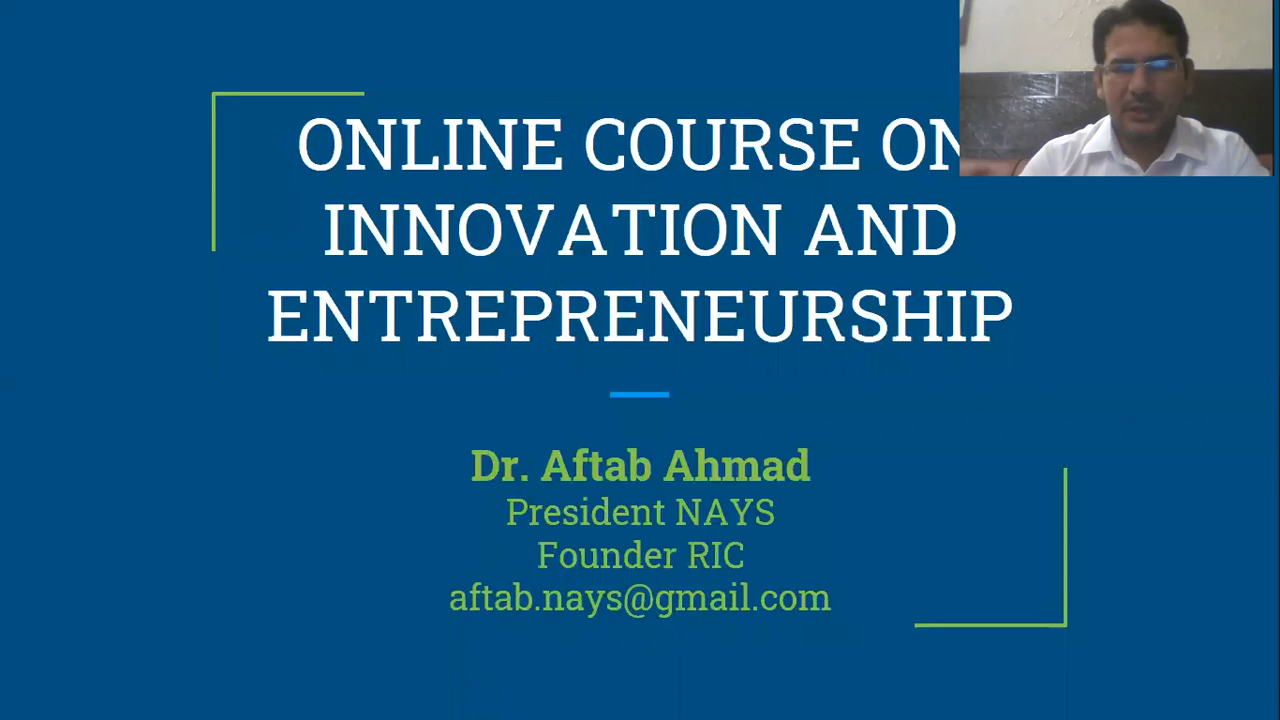 ONLINE COURSE ON
INNOVATION AND
ENTREPRENEURSHIP
Dr. Aftab Ahmad
President NAYS
Founder RIC
aftab.nays@gmail.com